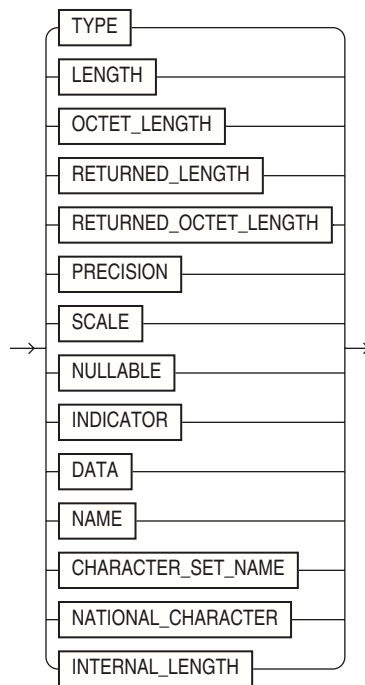 TYPE
LENGTH
OCTET_LENGTH
RETURNED_LENGTH
RETURNED_OCTET_LENGTH
PRECISION
SCALE
NULLABLE
INDICATOR
DATA
NAME
CHARACTER_SET_NAME
NATIONAL_CHARACTER
INTERNAL_LENGTH